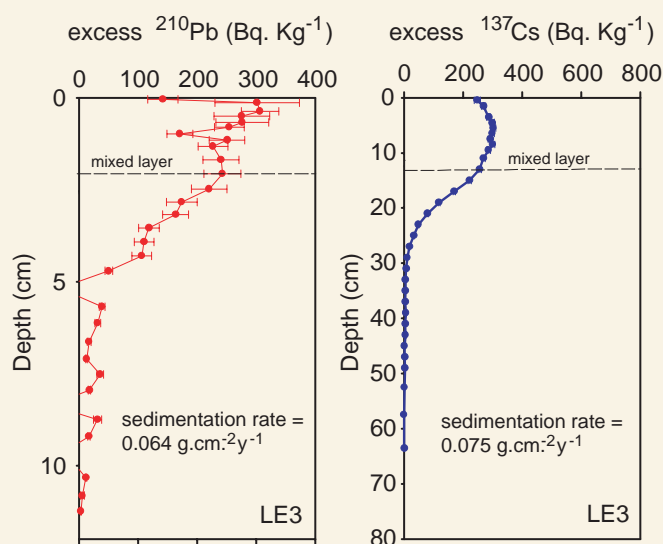 excess ²¹⁰Pb (Bq. Kg⁻¹)
0 100 200 300 400
0
mixed layer
5
Depth (cm)
sedimentation rate =
0.064 g.cm.⁻²y⁻¹
10
LE3
excess ¹³⁷Cs (Bq. Kg⁻¹)
0 200 400 600 800
0
10
mixed layer
20
30
Depth (cm)
40
50
60
sedimentation rate =
0.075 g.cm.⁻²y⁻¹
70
80
LE3